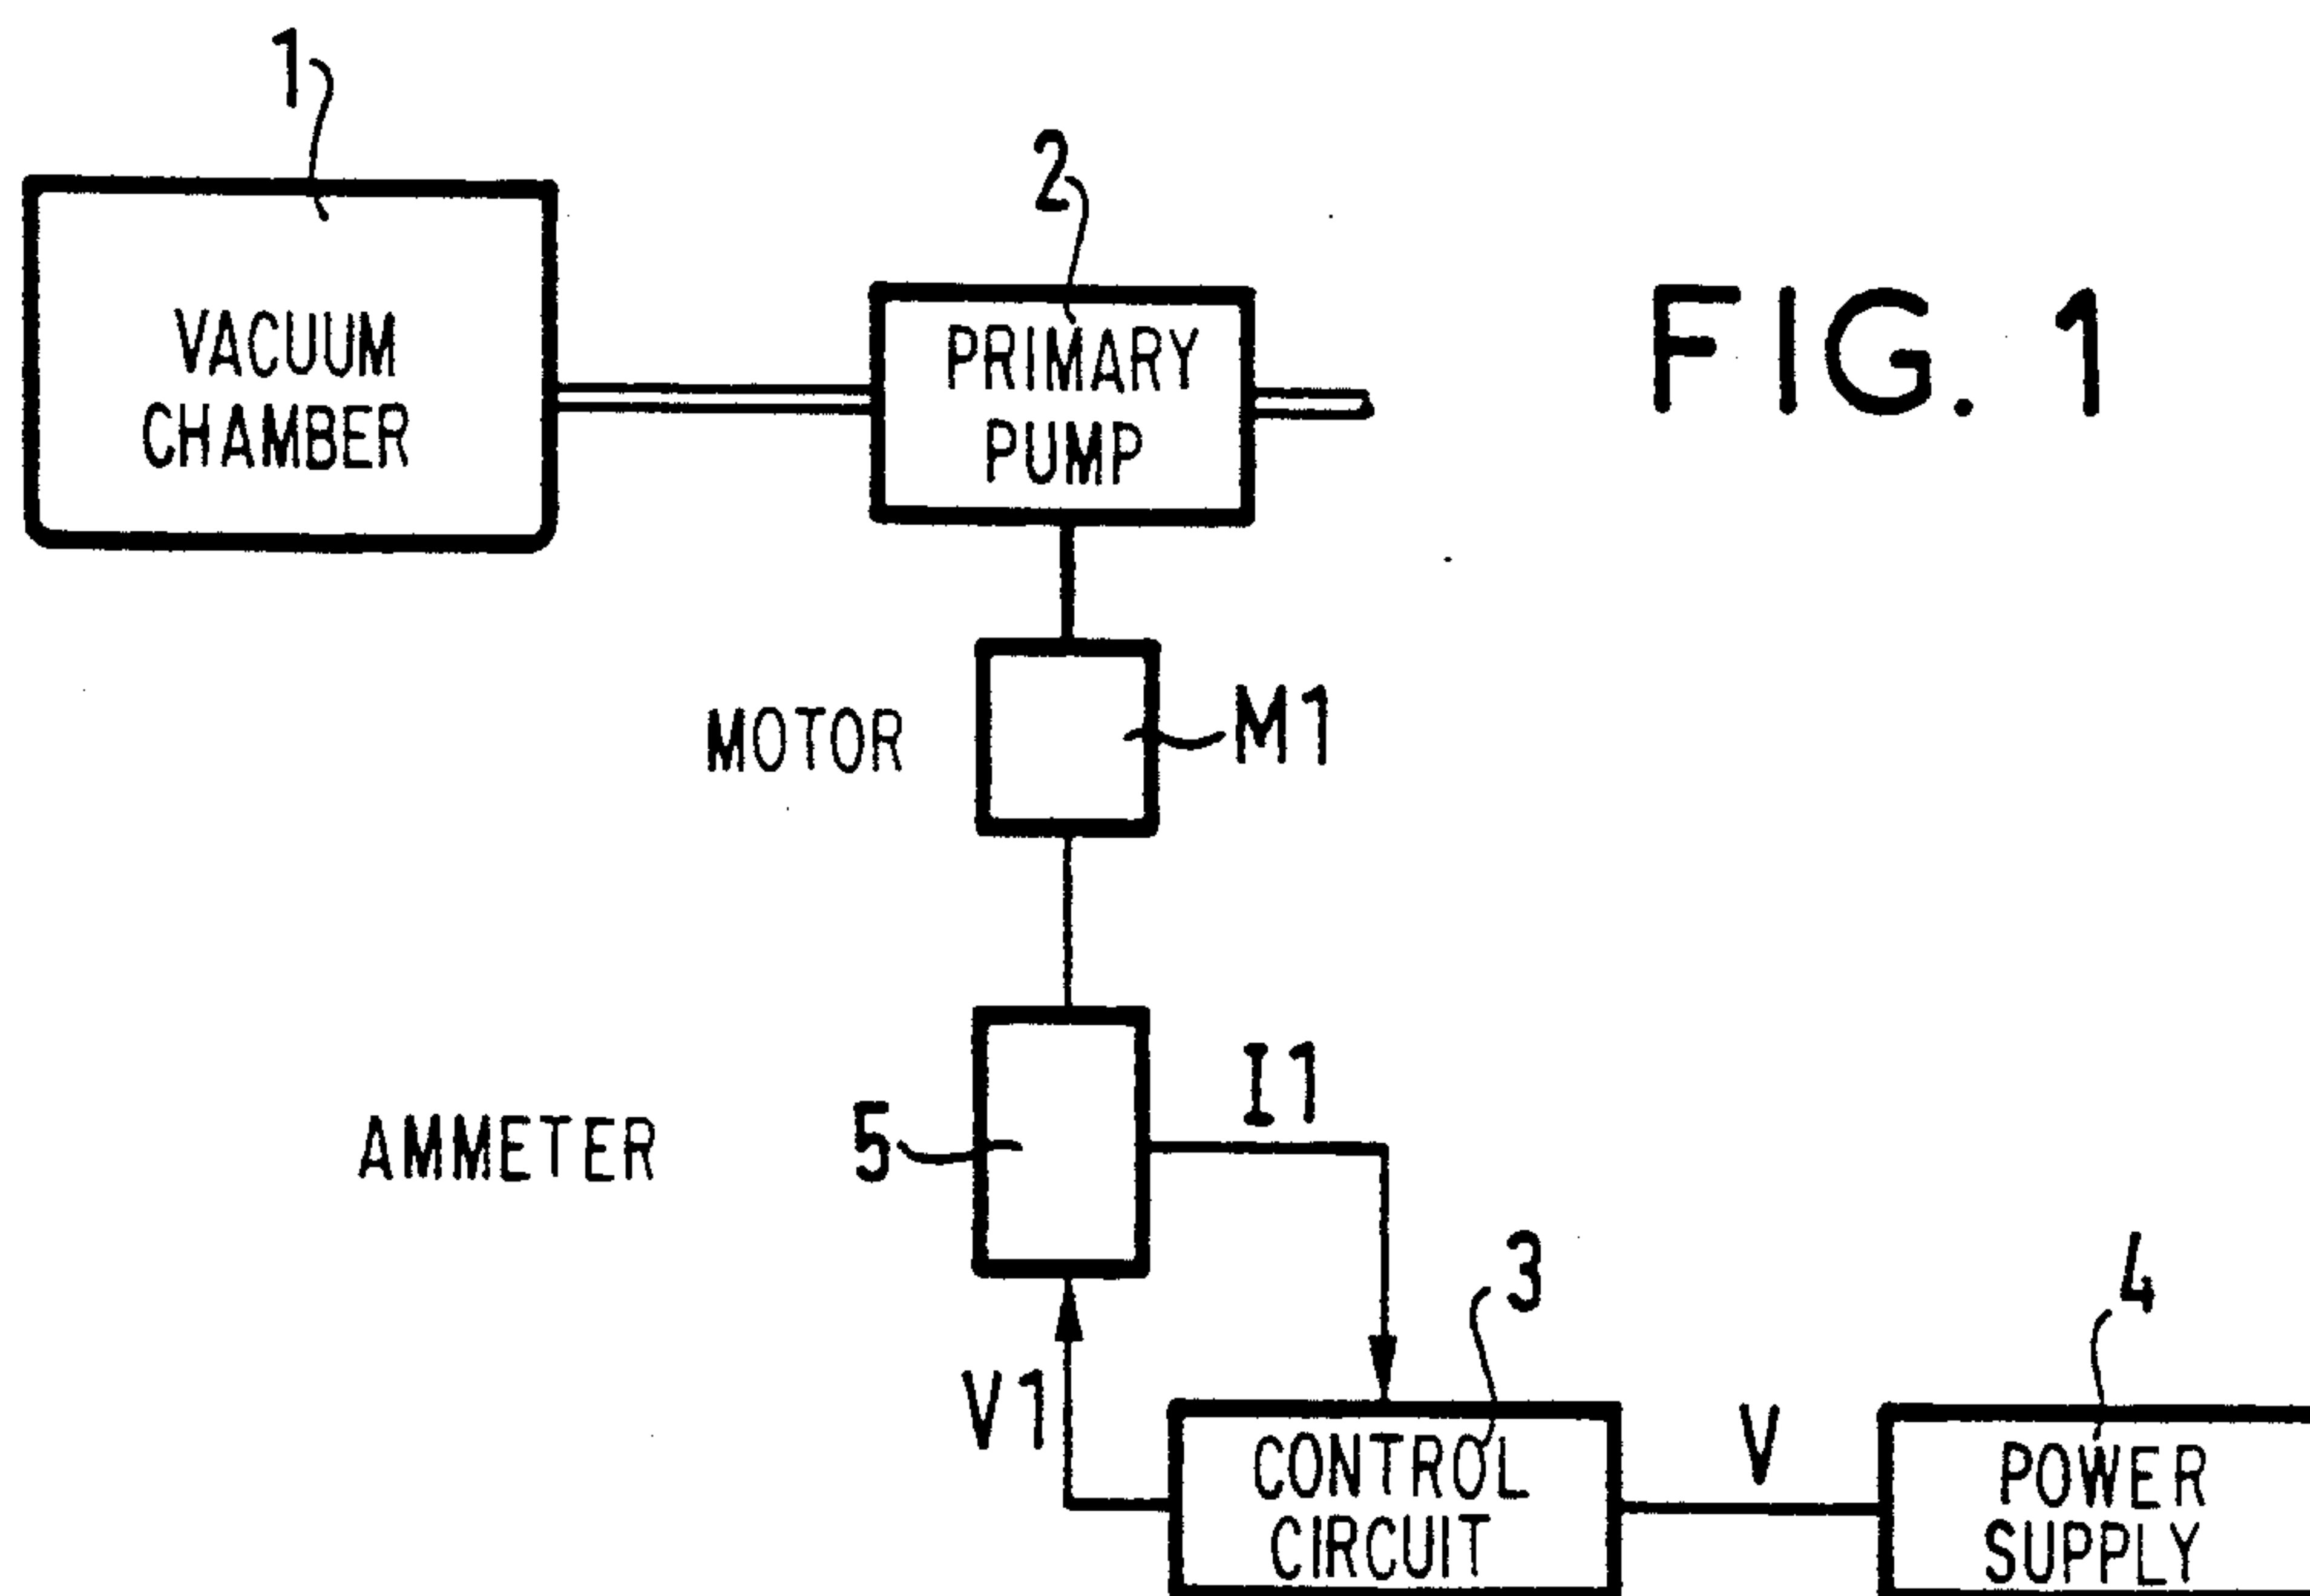 1
2
VACUUM
CHAMBER
PRIMARY
PUMP
FIG. 1
MOTOR
M1
AMMETER
5
I1
3
4
V1
CONTROL
CIRCUIT
V
POWER
SUPPLY